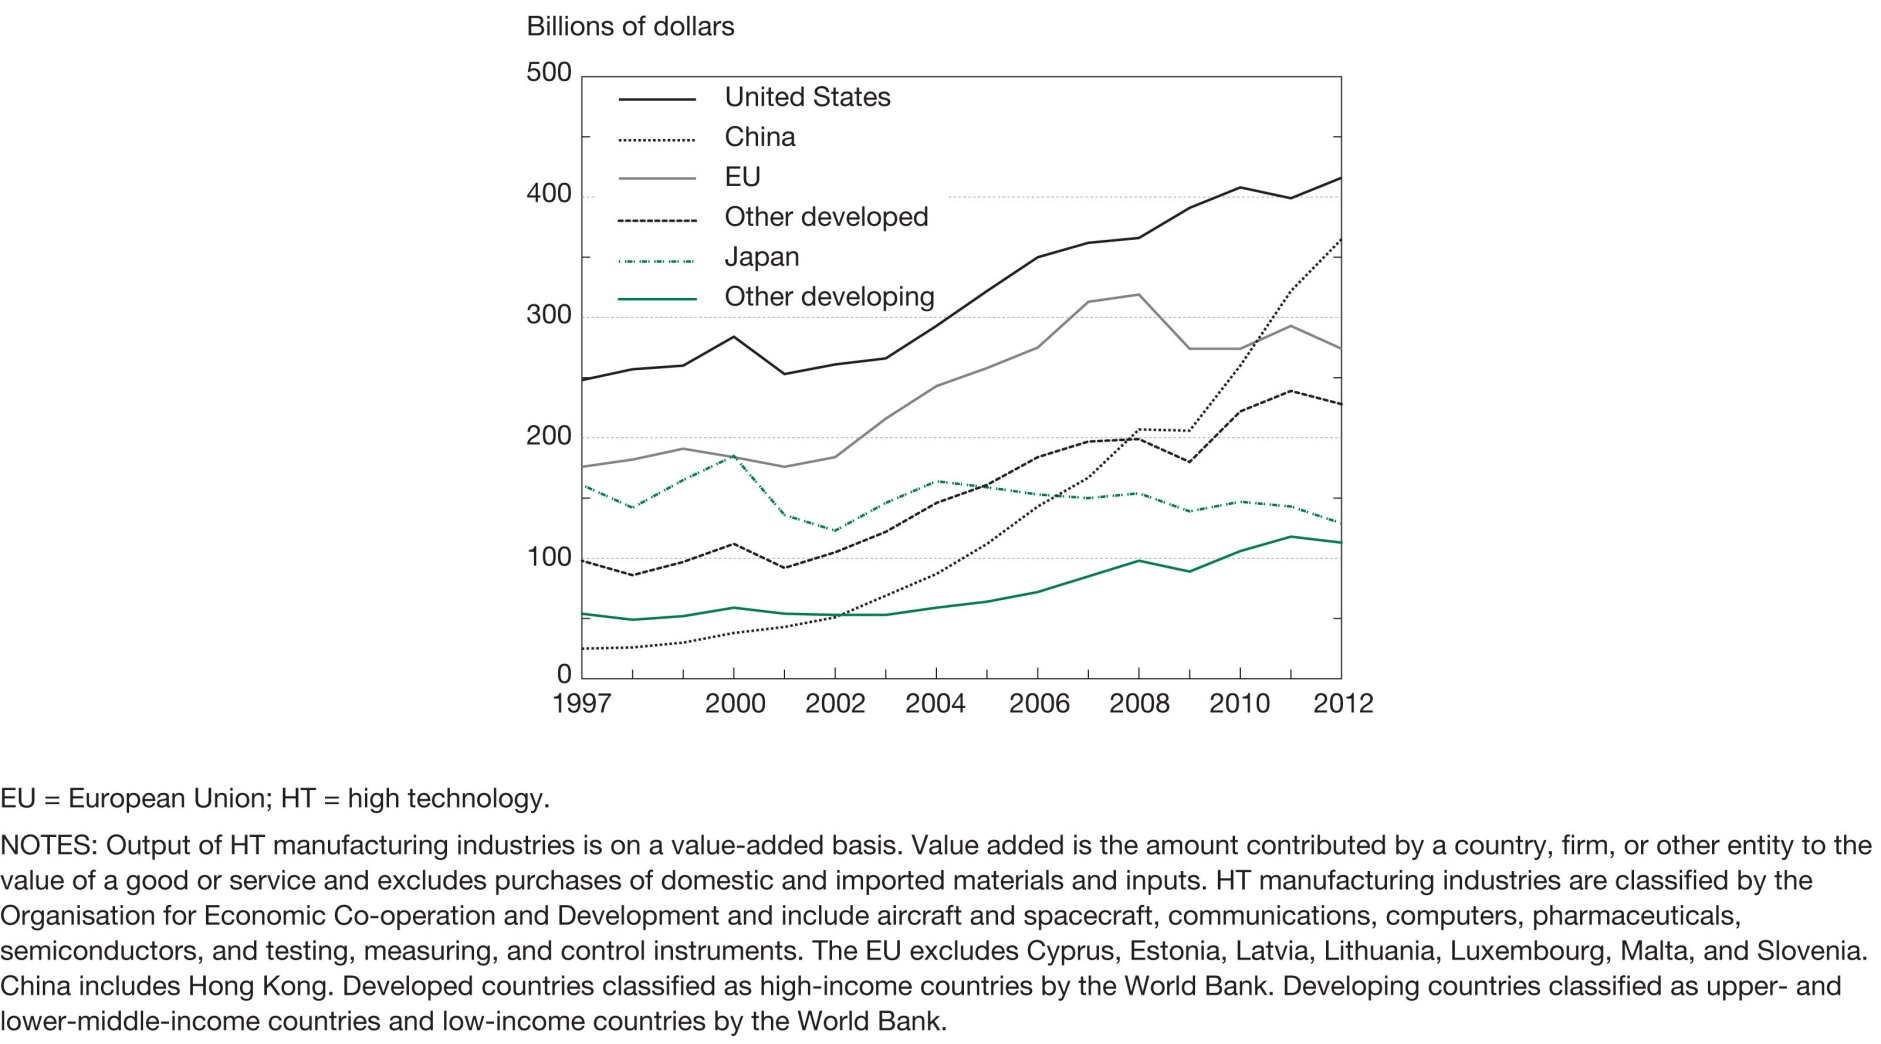 Billions of dollars
500
United States
China
EU
400
Other developed
Japan
Other developing
300
200
100
0
1997 2000 2002 2004 2006 2008 2010 2012
EU = European Union; HT = high technology.
NOTES: Output of HT manufacturing industries is on a value-added basis. Value added is the amount contributed by a country, firm, or other entity to the
value of a good or service and excludes purchases of domestic and imported materials and inputs. HT manufacturing industries are classified by the
Organisation for Economic Co-operation and Development and include aircraft and spacecraft, communications, computers, pharmaceuticals,
semiconductors, and testing, measuring, and control instruments. The EU excludes Cyprus, Estonia, Latvia, Lithuania, Luxembourg, Malta, and Slovenia.
China includes Hong Kong. Developed countries classified as high-income countries by the World Bank. Developing countries classified as upper- and
lower-middle-income countries and low-income countries by the World Bank.